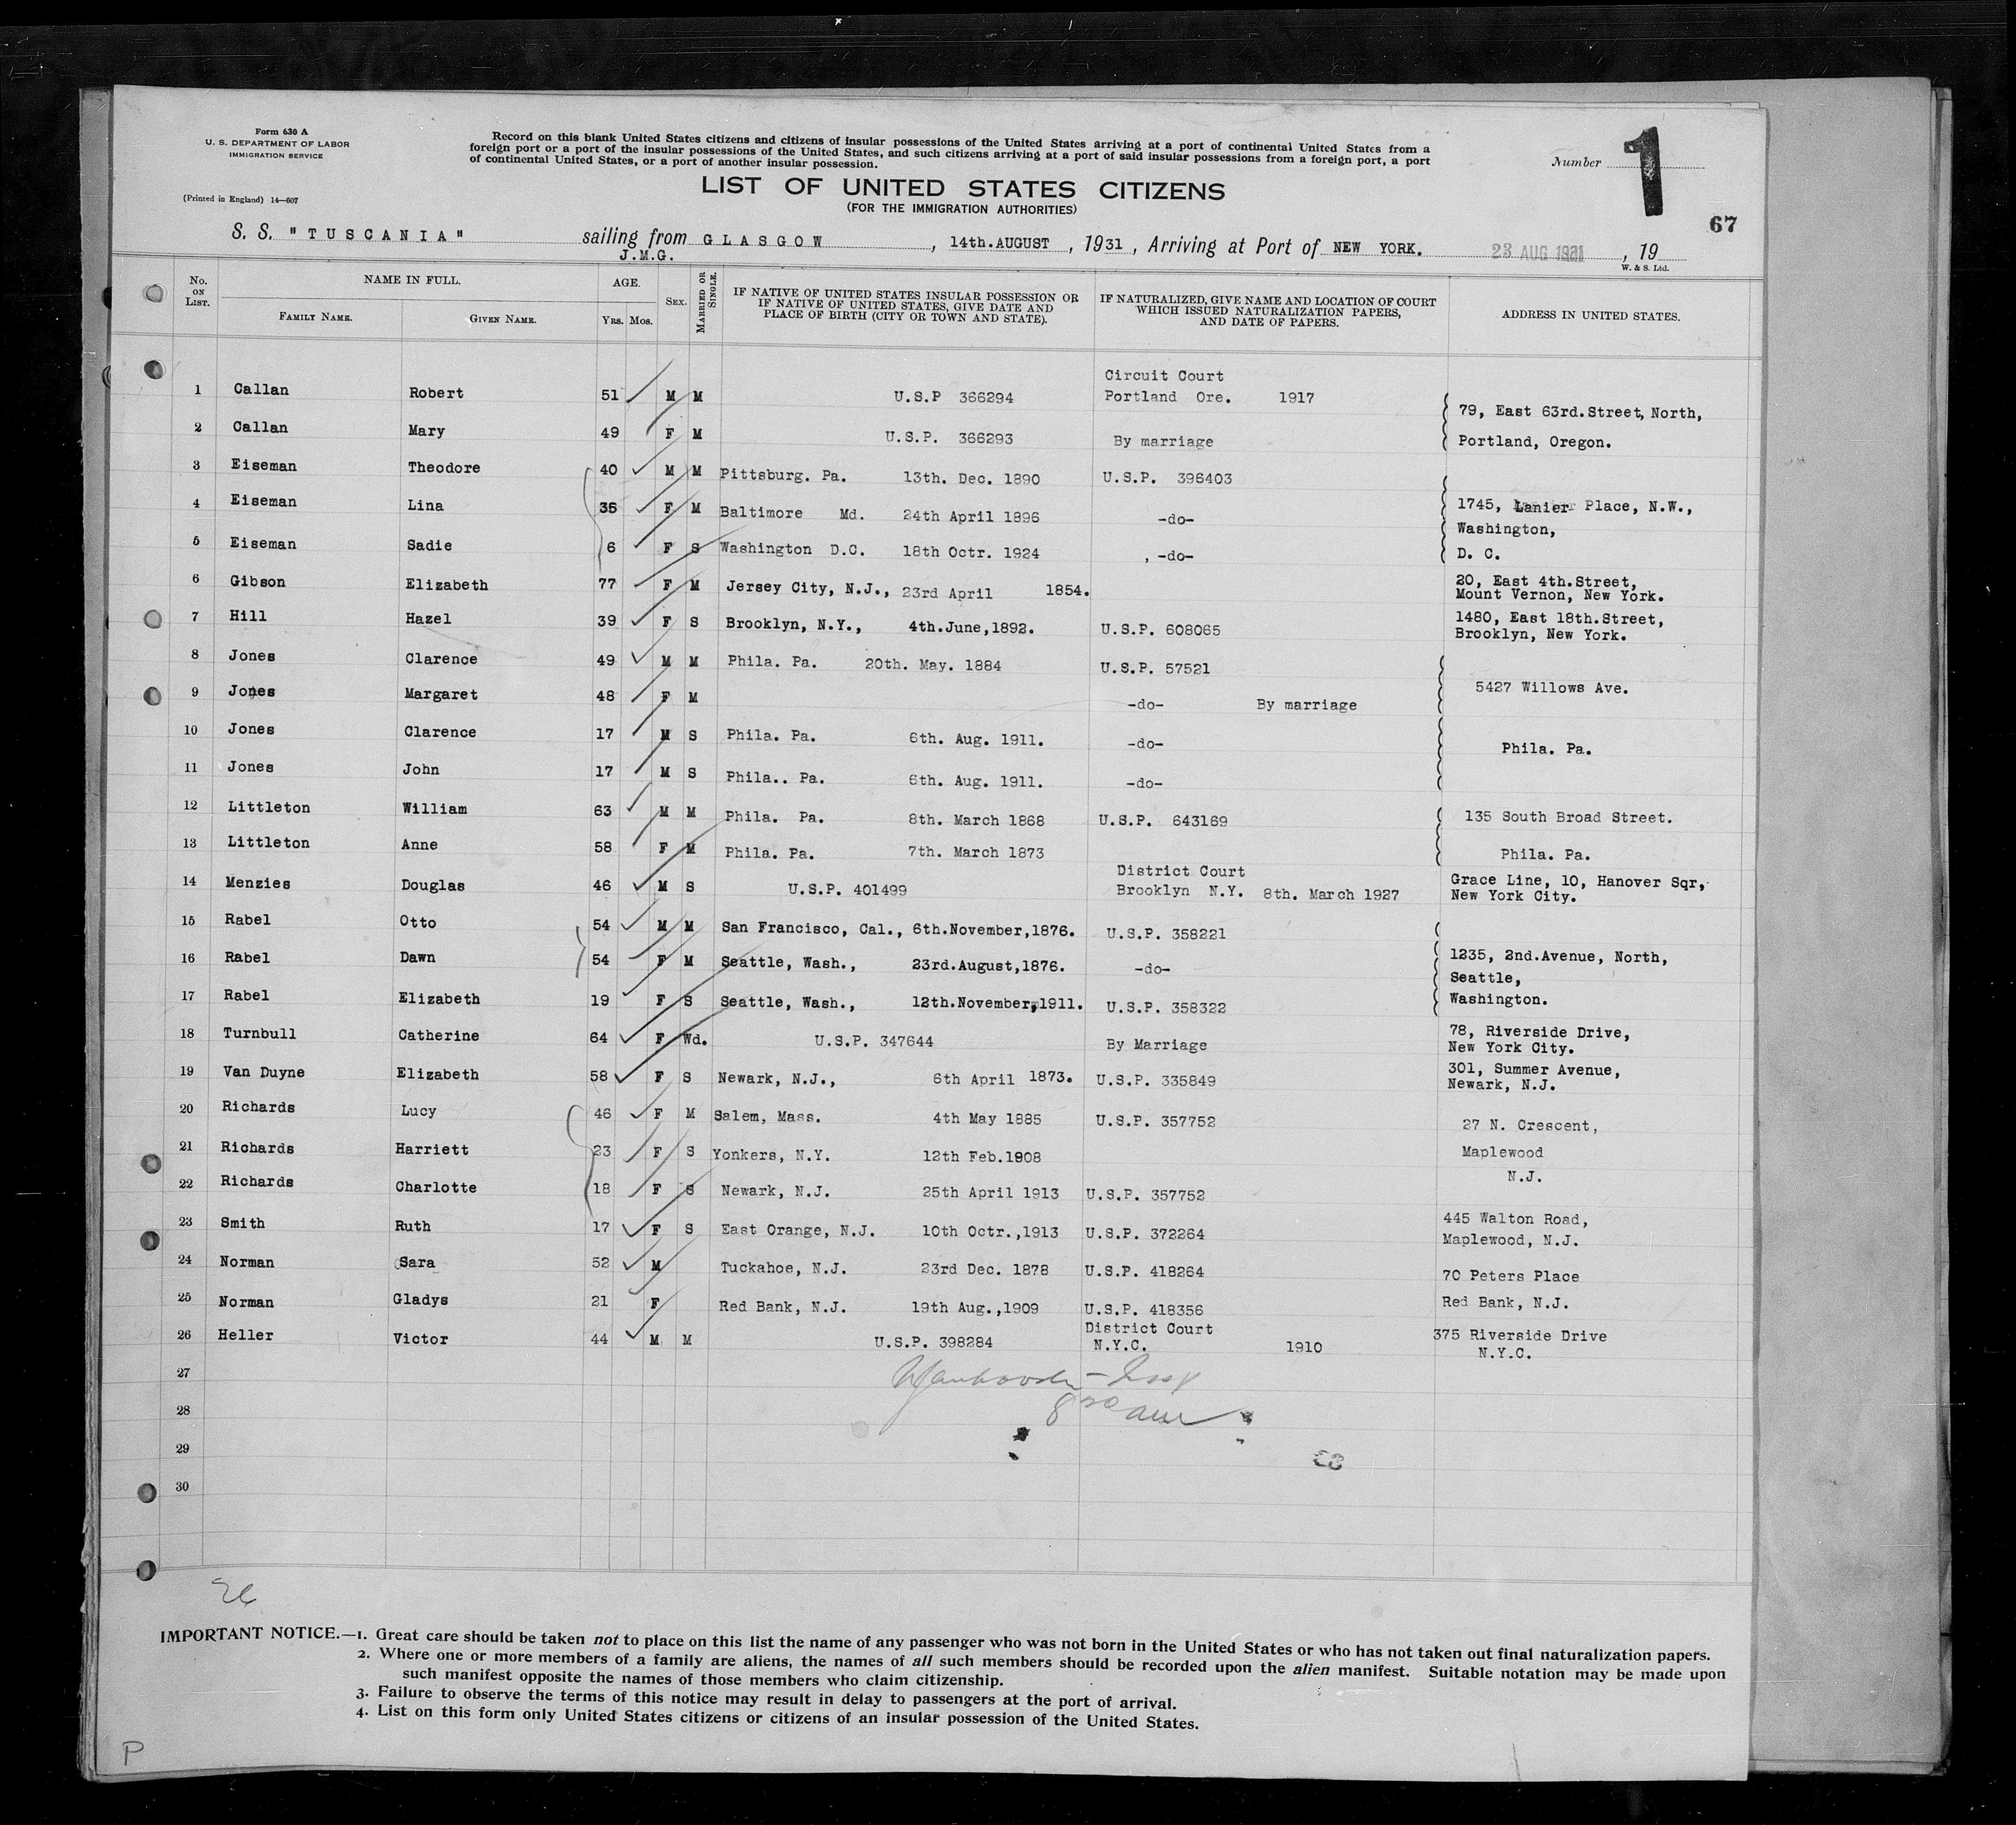 Form 630 A
U. S. DEPARTMENT OF LABOR
IMMIGRATION SERVICE
(Printed in England) 14—607
Record on this blank United States citizens and citizens of insular possessions of the United States arriving at a port of continental United States from a
foreign port or a port of the insular possessions of the United States, and such citizens arriving at a port of said insular possessions from a foreign port, a port
of continental United States, or a port of another insular possession.
Number 1
LIST OF UNITED STATES CITIZENS
(FOR THE IMMIGRATION AUTHORITIES)
67
S. S. "TUSCANIA" sailing from GLASGOW, 14th.AUGUST, 1931, Arriving at Port of NEW YORK. 23 AUG 1931, 19
J.M.G.
W. & S. Ltd.
No. ON LIST. NAME IN FULL. FAMILY NAME. GIVEN NAME. AGE. YRS. MOS. SEX. MARRIED OR SINGLE. IF NATIVE OF UNITED STATES INSULAR POSSESSION OR IF NATIVE OF UNITED STATES, GIVE DATE AND PLACE OF BIRTH (CITY OR TOWN AND STATE). IF NATURALIZED, GIVE NAME AND LOCATION OF COURT WHICH ISSUED NATURALIZATION PAPERS, AND DATE OF PAPERS. ADDRESS IN UNITED STATES.
Circuit Court
1 Callan Robert 51 M M U.S.P 366294 Portland Ore. 1917
79, East 63rd.Street, North,
2 Callan Mary 49 F M U.S.P. 366293 By marriage Portland, Oregon.
3 Eiseman Theodore 40 M M Pittsburg. Pa. 13th. Dec. 1890 U.S.P. 396403
4 Eiseman Lina 35 F M Baltimore Md. 24th April 1896 -do- 1745, Lanier Place, N.W.,
Washington,
5 Eiseman Sadie 6 F S Washington D.C. 18th Octr. 1924 , -do- D. C.
6 Gibson Elizabeth 77 F M Jersey City, N.J., 23rd April 1854. 20, East 4th.Street,
Mount Vernon, New York.
7 Hill Hazel 39 F S Brooklyn, N.Y., 4th.June,1892. U.S.P. 608065 1480, East 18th.Street,
Brooklyn, New York.
8 Jones Clarence 49 M M Phila. Pa. 20th. May. 1884 U.S.P. 57521
9 Jones Margaret 48 F M -do- By marriage 5427 Willows Ave.
10 Jones Clarence 17 M S Phila. Pa. 6th. Aug. 1911. -do- Phila. Pa.
11 Jones John 17 M S Phila.. Pa. 6th. Aug. 1911. -do-
12 Littleton William 63 M M Phila. Pa. 8th. March 1868 U.S.P. 643169 135 South Broad Street.
13 Littleton Anne 58 F M Phila. Pa. 7th. March 1873 Phila. Pa.
District Court
14 Menzies Douglas 46 M S U.S.P. 401499 Brooklyn N.Y. 8th. March 1927 Grace Line, 10, Hanover Sqr,
New York City.
15 Rabel Otto 54 M M San Francisco, Cal., 6th.November,1876. U.S.P. 358221
16 Rabel Dawn 54 F M Seattle, Wash., 23rd.August,1876. -do- 1235, 2nd.Avenue, North,
Seattle,
17 Rabel Elizabeth 19 F S Seattle, Wash., 12th.November,1911. U.S.P. 358322 Washington.
18 Turnbull Catherine 64 F Wd. U.S.P. 347644 By Marriage 78, Riverside Drive,
New York City.
19 Van Duyne Elizabeth 58 F S Newark, N.J., 6th April 1873. U.S.P. 335849 301, Summer Avenue,
Newark, N.J.
20 Richards Lucy 46 F M Salem, Mass. 4th May 1885 U.S.P. 357752 27 N. Crescent,
21 Richards Harriett 23 F S Yonkers, N.Y. 12th Feb.1908 Maplewood
N.J.
22 Richards Charlotte 18 F S Newark, N.J. 25th April 1913 U.S.P. 357752
23 Smith Ruth 17 F S East Orange, N.J. 10th Octr.,1913 U.S.P. 372264 445 Walton Road,
Maplewood, N.J.
24 Norman Sara 52 M Tuckahoe, N.J. 23rd Dec. 1878 U.S.P. 418264 70 Peters Place
25 Norman Gladys 21 F Red Bank, N.J. 19th Aug.,1909 U.S.P. 418356 Red Bank, N.J.
District Court
26 Heller Victor 44 M M U.S.P. 398284 N.Y.C. 1910 375 Riverside Drive
N.Y.C.
27
28
29
30
26
IMPORTANT NOTICE.—1. Great care should be taken not to place on this list the name of any passenger who was not born in the United States or who has not taken out final naturalization papers.
2. Where one or more members of a family are aliens, the names of all such members should be recorded upon the alien manifest. Suitable notation may be made upon
such manifest opposite the names of those members who claim citizenship.
3. Failure to observe the terms of this notice may result in delay to passengers at the port of arrival.
4. List on this form only United States citizens or citizens of an insular possession of the United States.
P